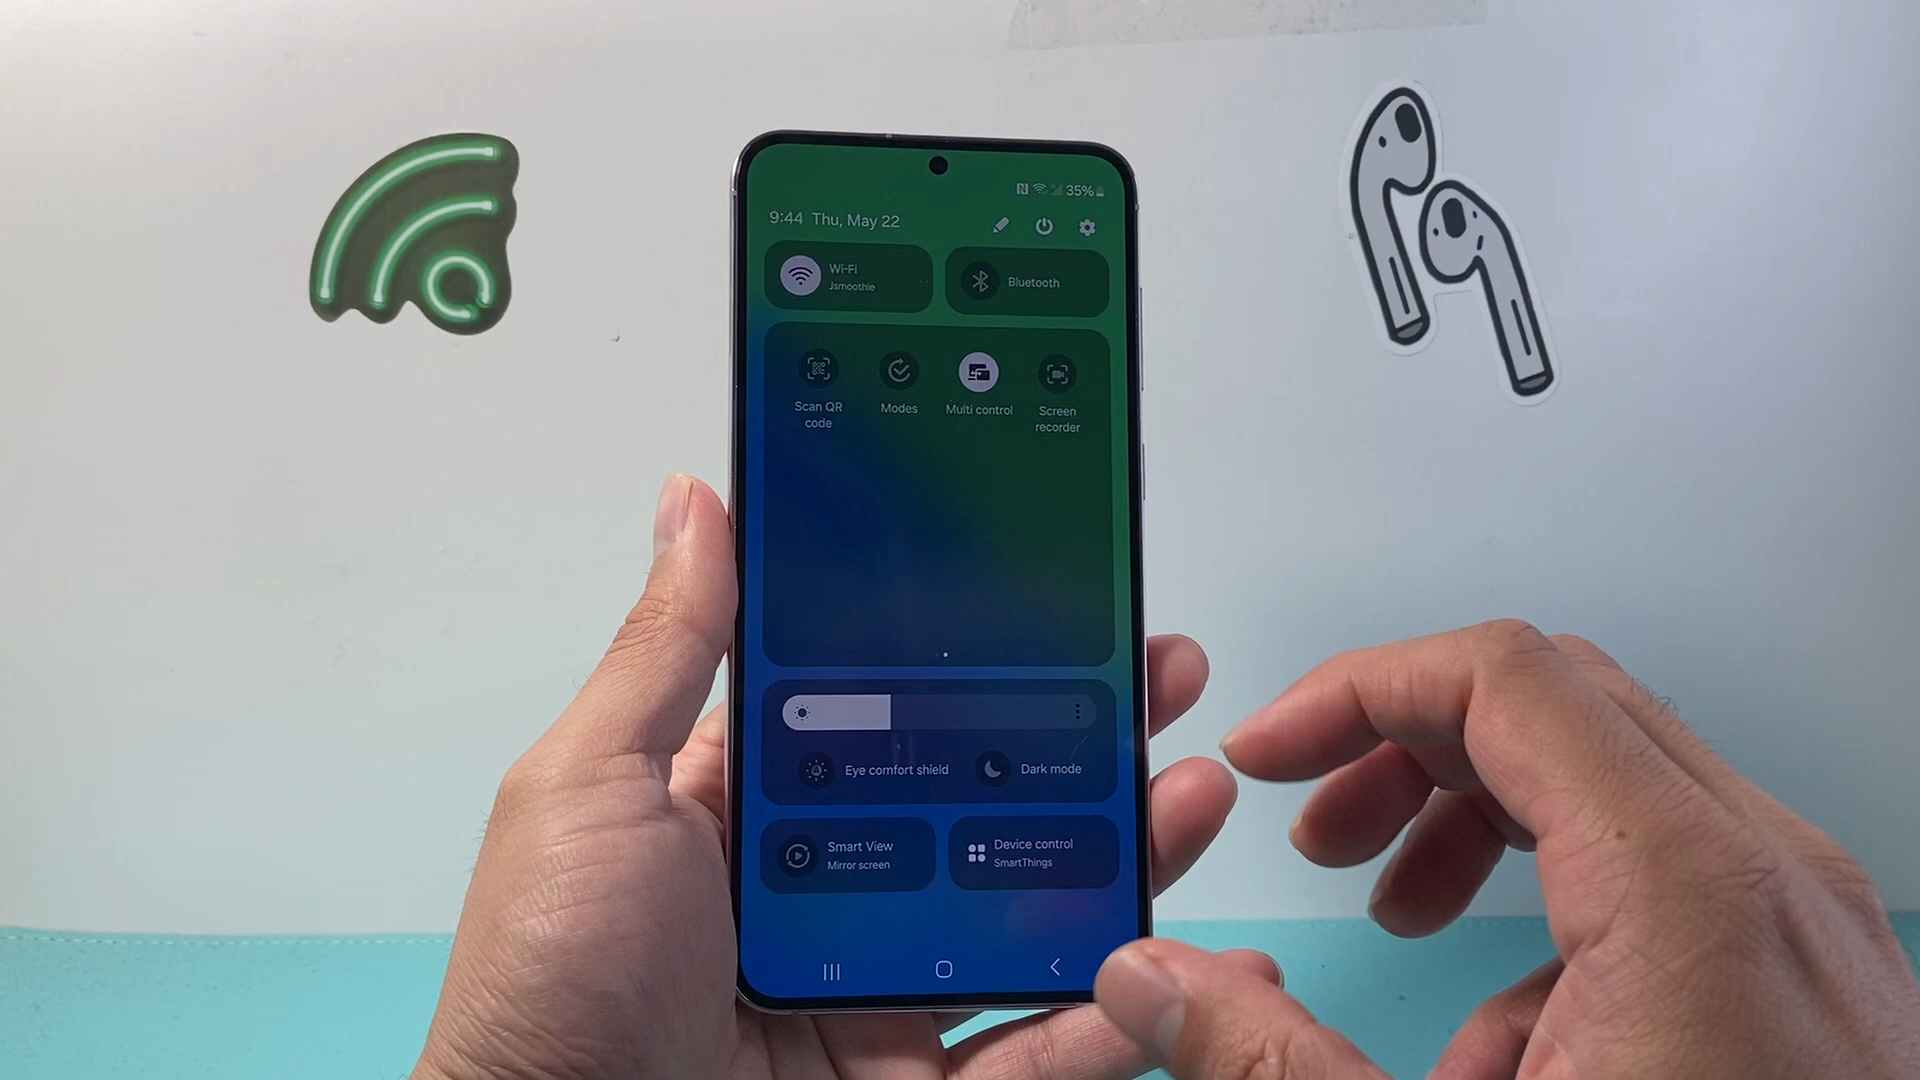 35%
9:44 Thu, May 22
Wi-Fi
Jsmoothie
Bluetooth
Scan QR
code
Modes
Multi control
Screen
recorder
Eye comfort shield
Dark mode
Smart View
Mirror screen
Device control
SmartThings